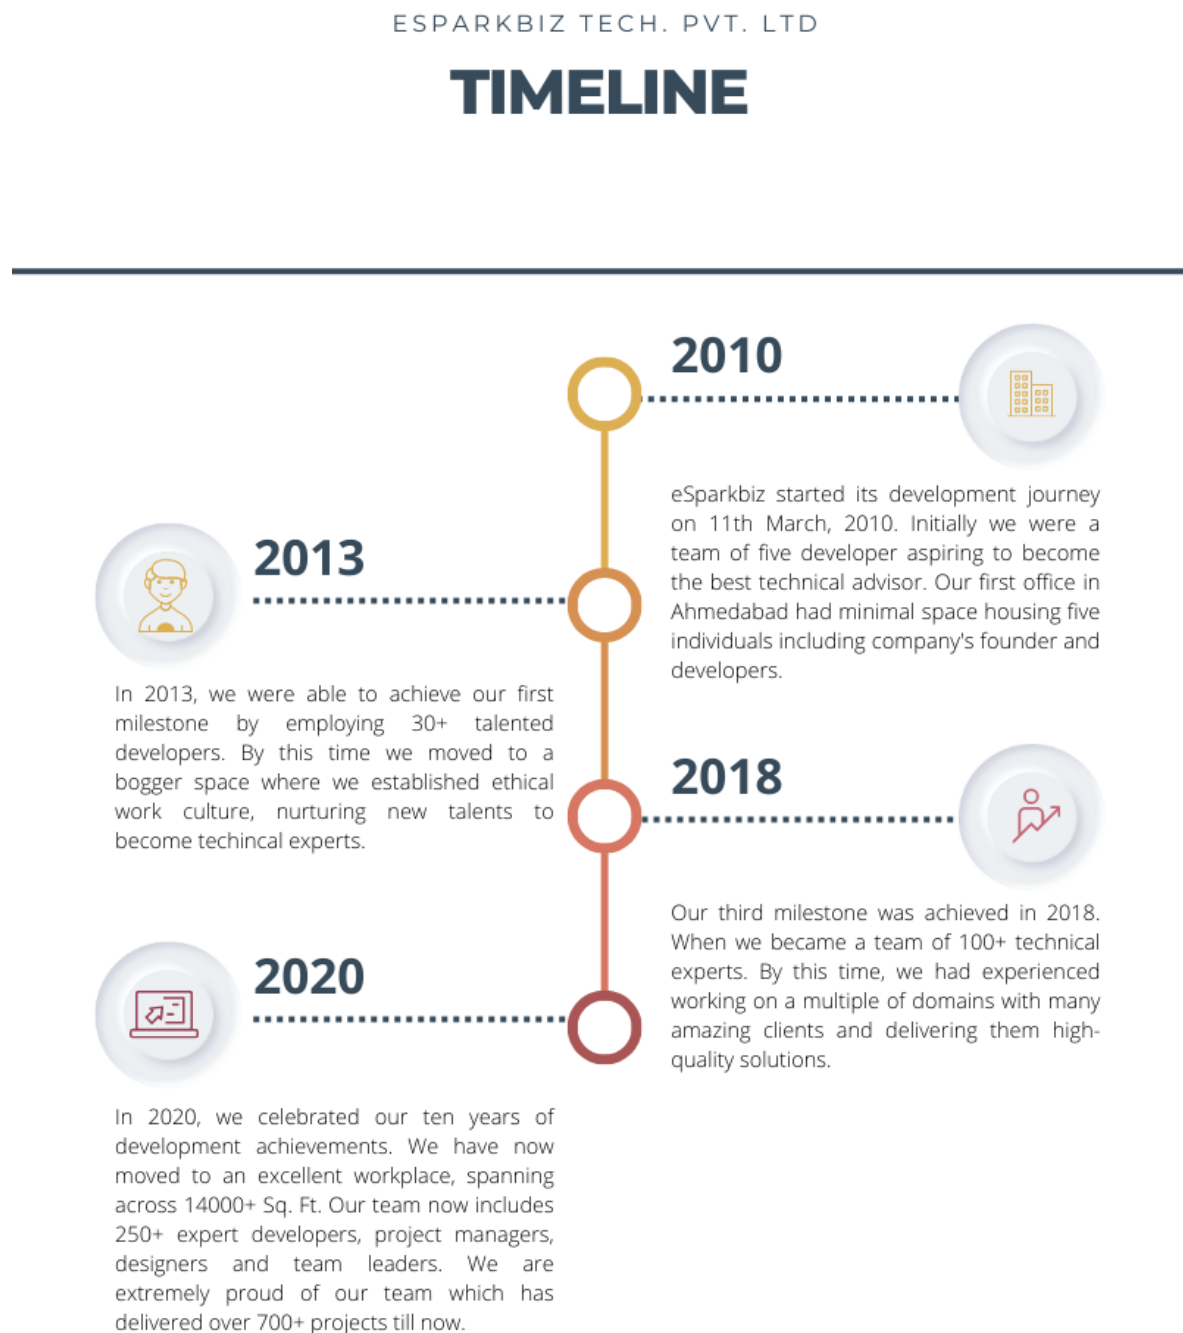 ESPARKBIZ TECH. PVT. LTD
TIMELINE
2010
eSparkbiz started its development journey
on 11th March, 2010. Initially we were a
team of five developer aspiring to become
the best technical advisor. Our first office in
Ahmedabad had minimal space housing five
individuals including company's founder and
developers.
2013
In 2013, we were able to achieve our first
milestone by employing 30+ talented
developers. By this time we moved to a
bogger space where we established ethical
work culture, nurturing new talents to
become techincal experts.
2018
Our third milestone was achieved in 2018.
When we became a team of 100+ technical
experts. By this time, we had experienced
working on a multiple of domains with many
amazing clients and delivering them high-
quality solutions.
2020
In 2020, we celebrated our ten years of
development achievements. We have now
moved to an excellent workplace, spanning
across 14000+ Sq. Ft. Our team now includes
250+ expert developers, project managers,
designers and team leaders. We are
extremely proud of our team which has
delivered over 700+ projects till now.